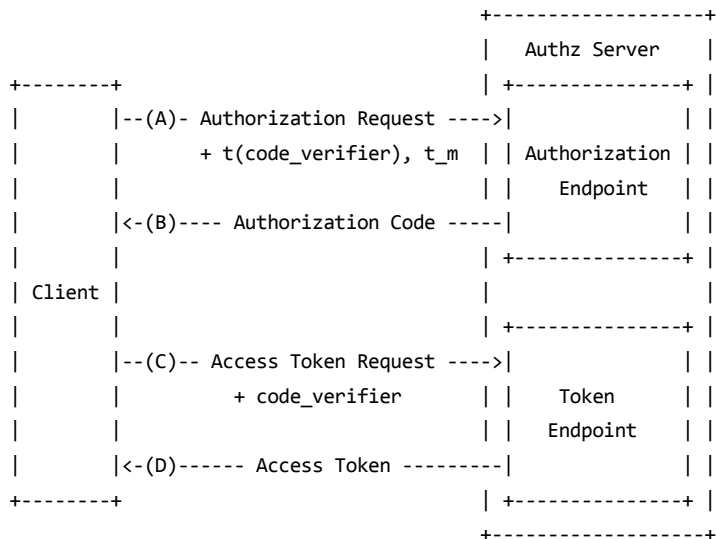 Authz Server
--(A)- Authorization Request ---->
+ t(code_verifier), t_m
Authorization
Endpoint
<-(B)---- Authorization Code -----
Client
--(C)-- Access Token Request ---->
+ code_verifier
Token
Endpoint
<-(D)------ Access Token ---------